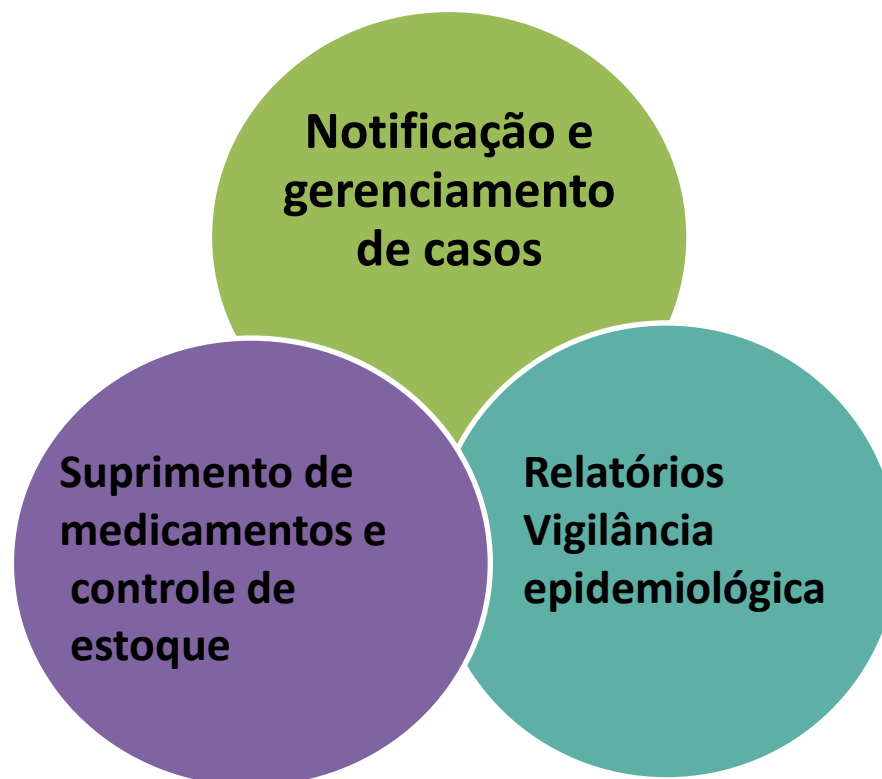 Notificação e
gerenciamento
de casos
Suprimento de
medicamentos e
controle de
estoque
Relatórios
Vigilância
epidemiológica